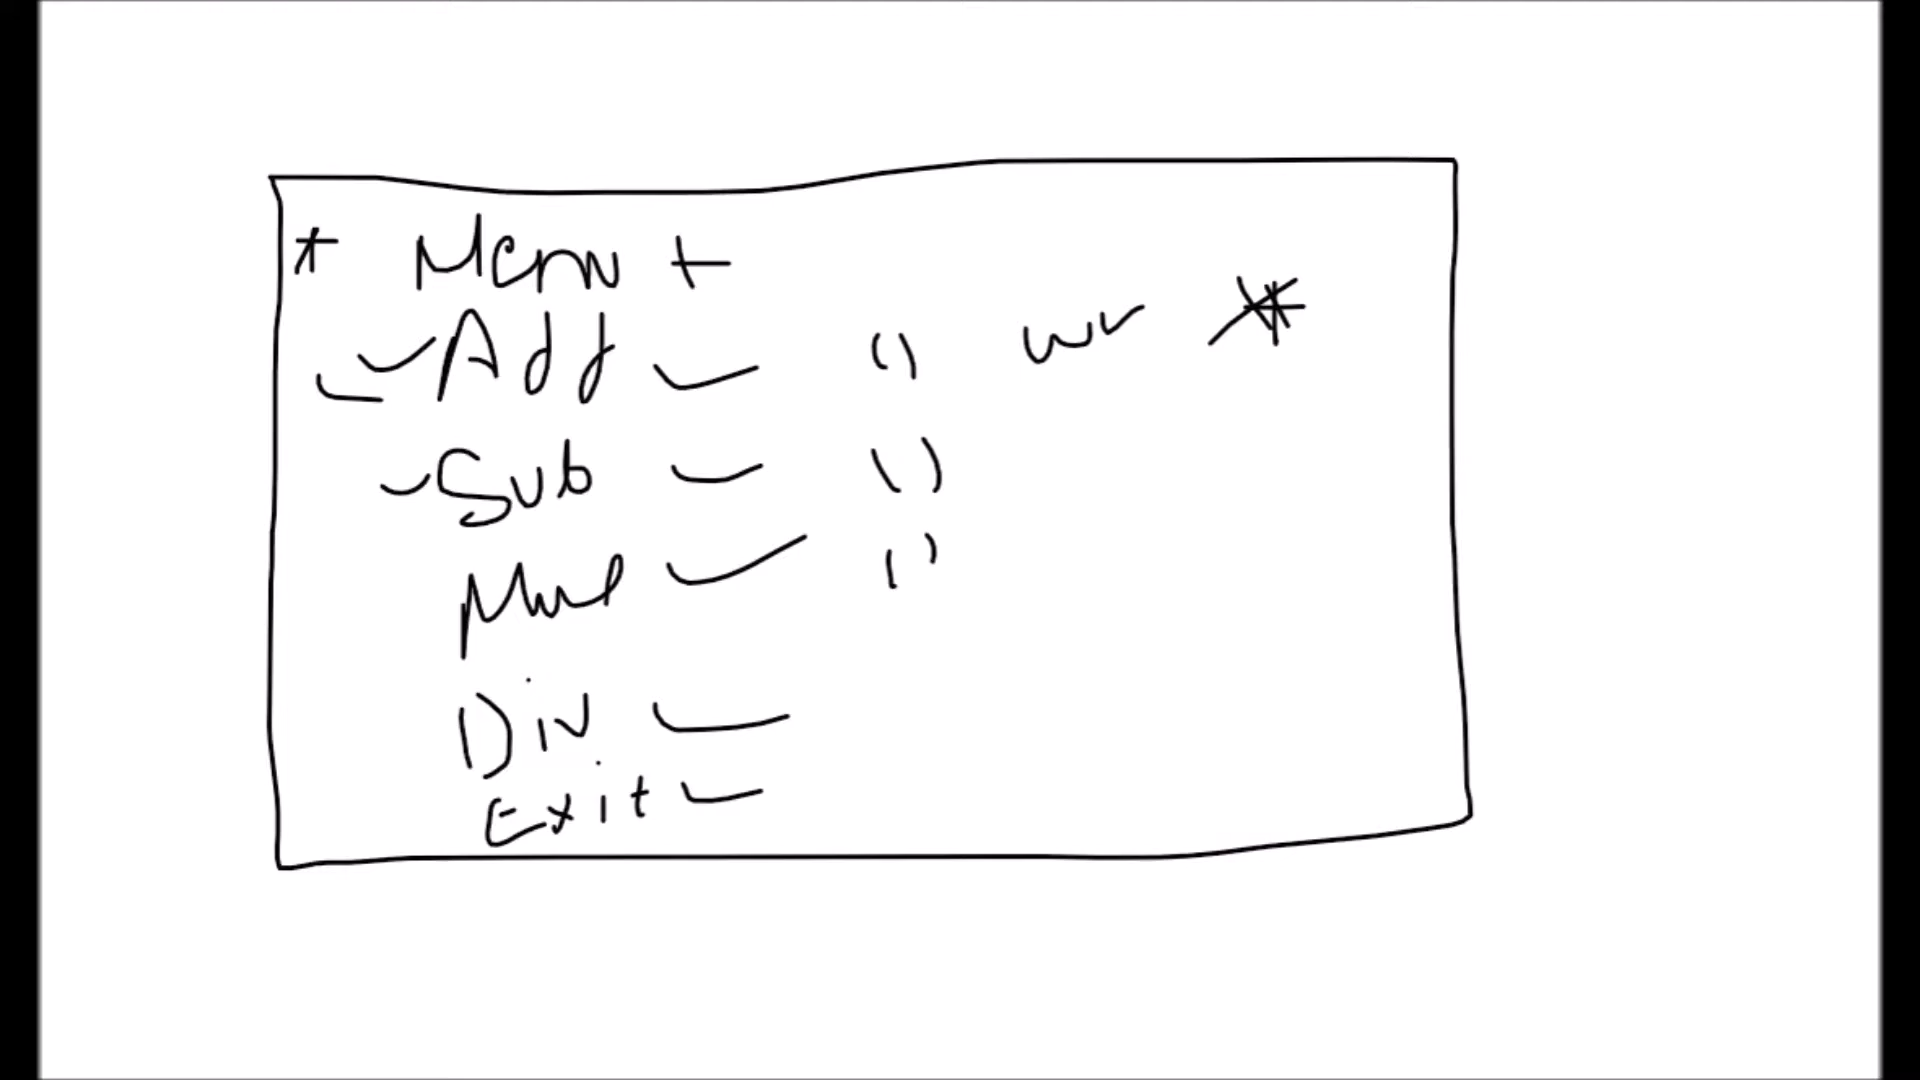 * Menu +
Add ()
Sub ()
Mul ()
Div
Exit